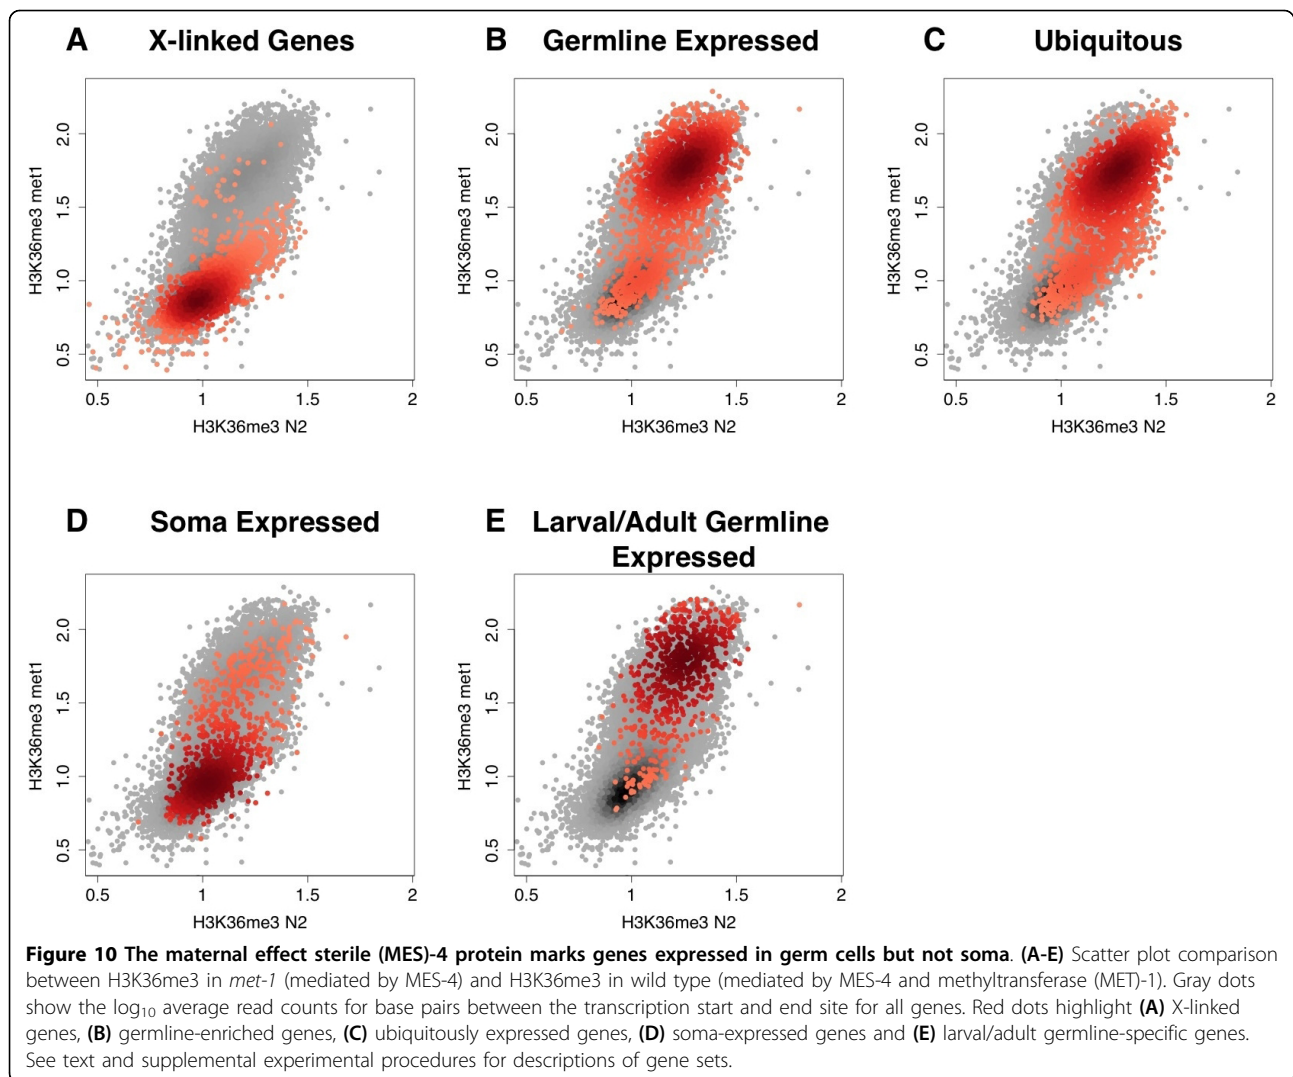 A X-linked Genes
B Germline Expressed
C Ubiquitous
H3K36me3 met1
0.5 1.0 1.5 2.0
0.5 1 1.5 2
H3K36me3 N2
H3K36me3 met1
0.5 1.0 1.5 2.0
0.5 1 1.5 2
H3K36me3 N2
H3K36me3 met1
0.5 1.0 1.5 2.0
0.5 1 1.5 2
H3K36me3 N2
D Soma Expressed
E Larval/Adult Germline
Expressed
H3K36me3 met1
0.5 1.0 1.5 2.0
0.5 1 1.5 2
H3K36me3 N2
H3K36me3 met1
0.5 1.0 1.5 2.0
0.5 1 1.5 2
H3K36me3 N2
Figure 10 The maternal effect sterile (MES)-4 protein marks genes expressed in germ cells but not soma. (A-E) Scatter plot comparison
between H3K36me3 in met-1 (mediated by MES-4) and H3K36me3 in wild type (mediated by MES-4 and methyltransferase (MET)-1). Gray dots
show the log10 average read counts for base pairs between the transcription start and end site for all genes. Red dots highlight (A) X-linked
genes, (B) germline-enriched genes, (C) ubiquitously expressed genes, (D) soma-expressed genes and (E) larval/adult germline-specific genes.
See text and supplemental experimental procedures for descriptions of gene sets.